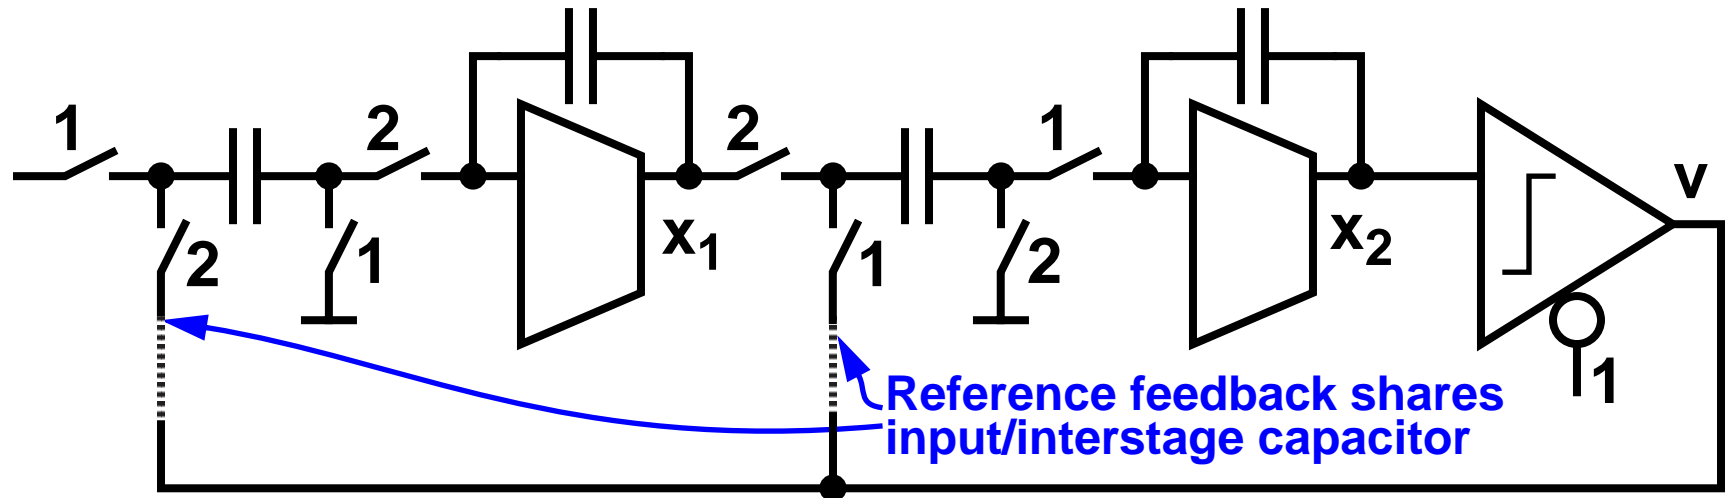 1
2
2
1
v
2
1
x1
1
2
x2
1
Reference feedback shares
input/interstage capacitor